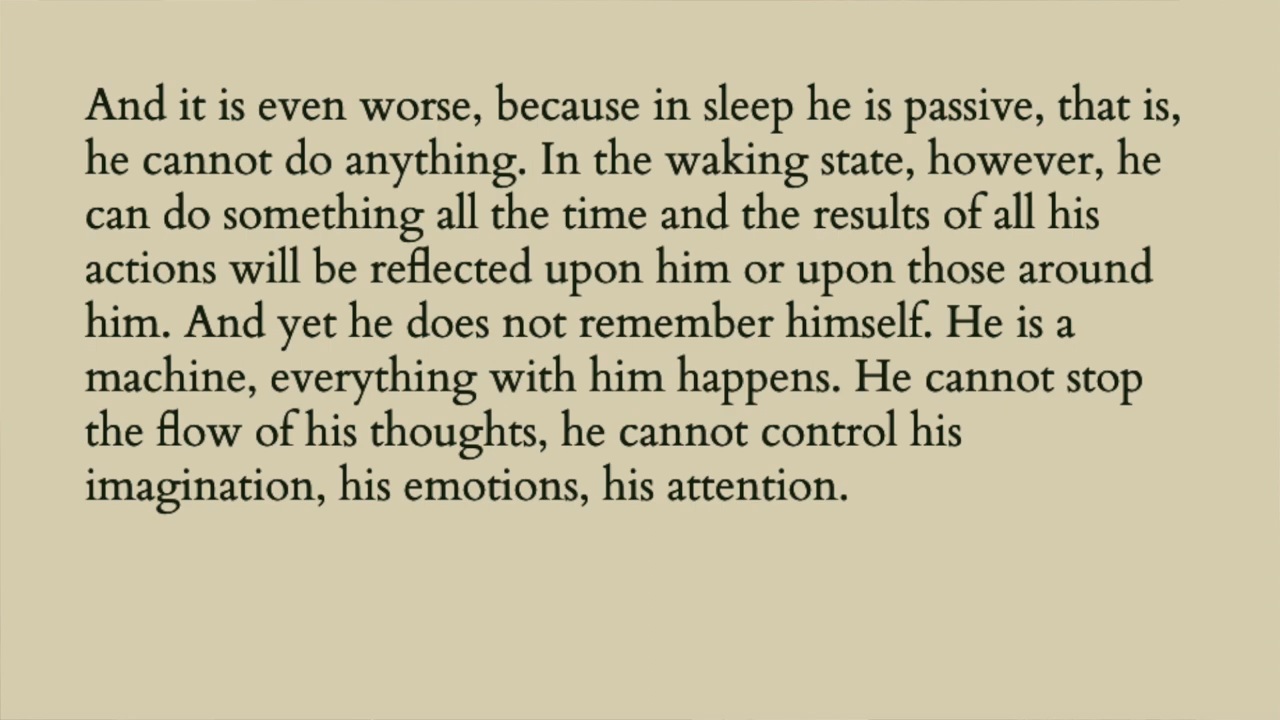 And it is even worse, because in sleep he is passive, that is,
he cannot do anything. In the waking state, however, he
can do something all the time and the results of all his
actions will be reflected upon him or upon those around
him. And yet he does not remember himself. He is a
machine, everything with him happens. He cannot stop
the flow of his thoughts, he cannot control his
imagination, his emotions, his attention.